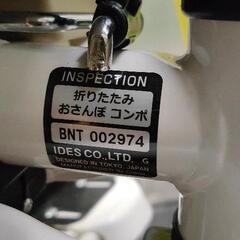 INSPECTION
折りたたみ
おさんぽ コンポ
BNT 002974
IDES CO.,LTD. G
DESIGNED IN TOKYO, JAPAN